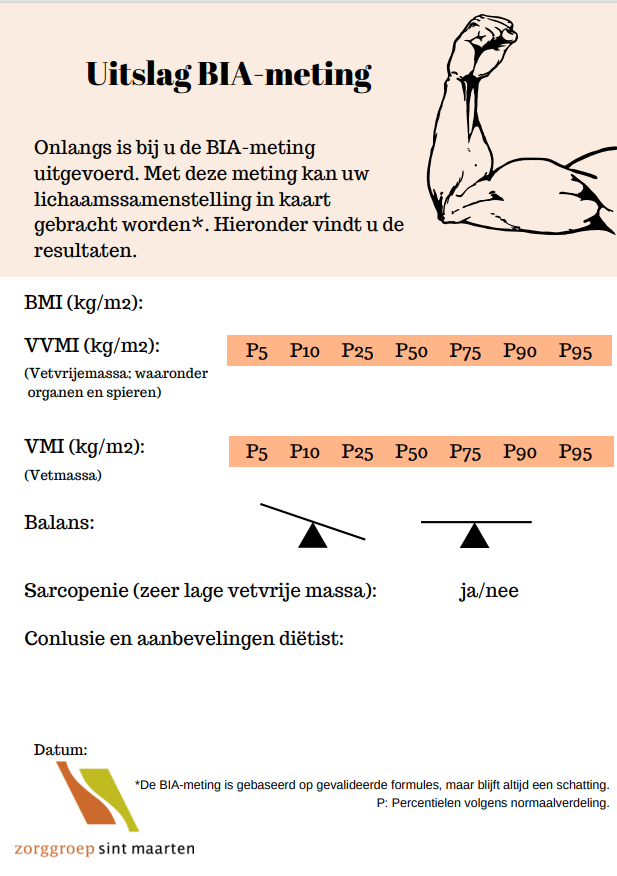 Uitslag BIA-meting
Onlangs is bij u de BIA-meting
uitgevoerd. Met deze meting kan uw
lichaamssamenstelling in kaart
gebracht worden*. Hieronder vindt u de
resultaten.
BMI (kg/m2):
VVMI (kg/m2): P5 P10 P25 P50 P75 P90 P95
(Vetvrijemassa; waaronder
organen en spieren)
VMI (kg/m2): P5 P10 P25 P50 P75 P90 P95
(Vetmassa)
Balans:
Sarcopenie (zeer lage vetvrije massa): ja/nee
Conlusie en aanbevelingen diëtist:
Datum:
*De BIA-meting is gebaseerd op gevalideerde formules, maar blijft altijd een schatting.
P: Percentielen volgens normaalverdeling.
zorggroep sint maarten